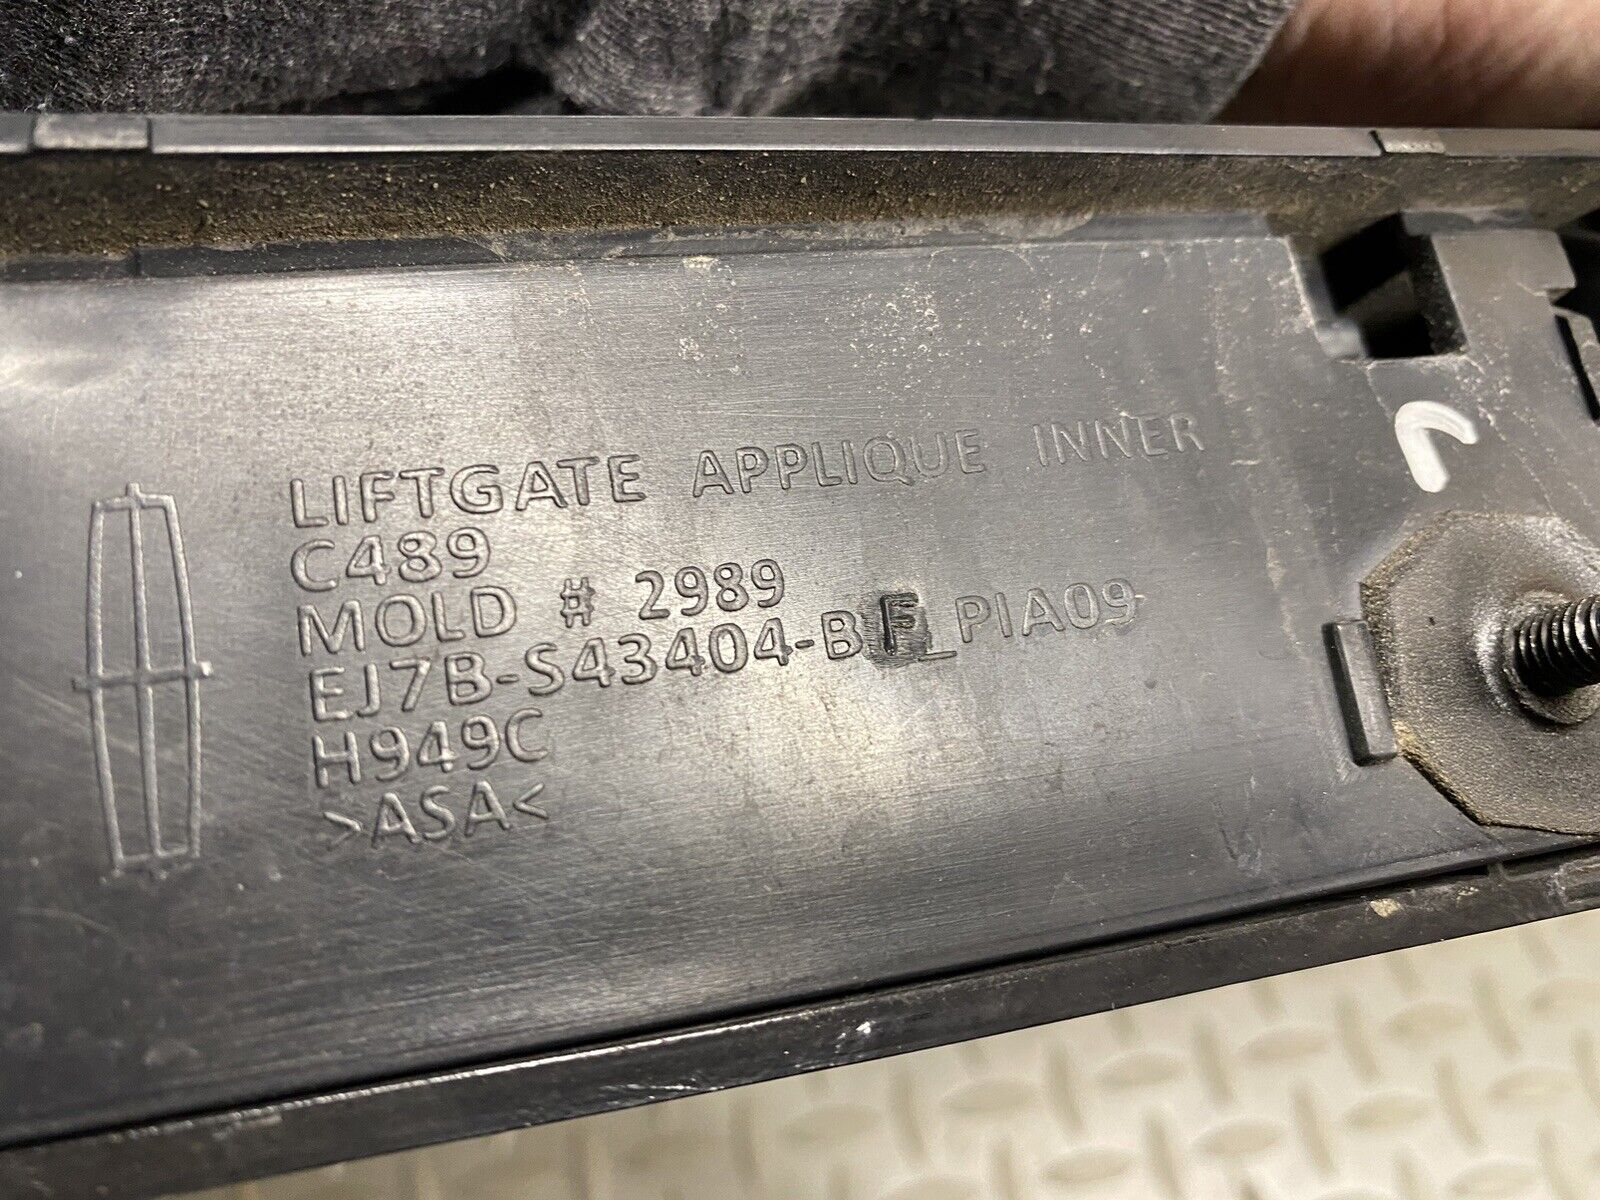 LIFTGATE APPLIQUE INNER
C489
MOLD # 2989
EJ7B-S43404-BF_PIA09
H949C
>ASA<